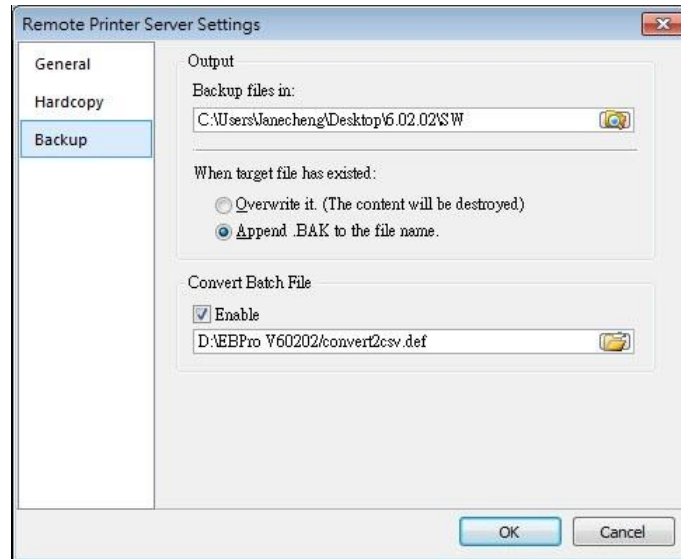 Remote Printer Server Settings
General
Hardcopy
Backup
Output
Backup files in:
C:\Users\Janecheng\Desktop\6.02.02\SW
When target file has existed:
Overwrite it. (The content will be destroyed)
Append .BAK to the file name.
Convert Batch File
Enable
D:\EBPro V60202/convert2csv.def
OK
Cancel